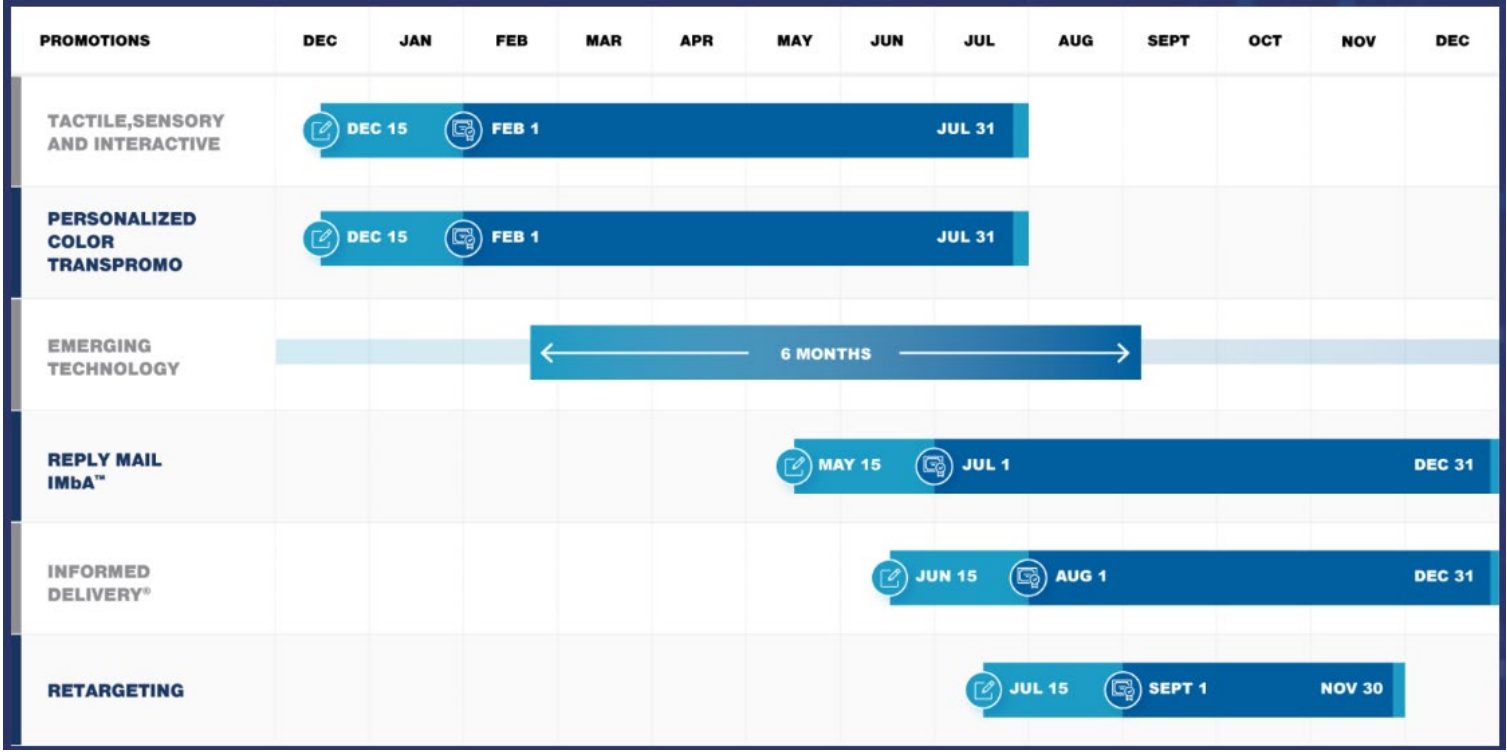 PROMOTIONS DEC JAN FEB MAR APR MAY JUN JUL AUG SEPT OCT NOV DEC
TACTILE,SENSORY
AND INTERACTIVE
DEC 15 FEB 1 JUL 31
PERSONALIZED
COLOR
TRANSPROMO
DEC 15 FEB 1 JUL 31
EMERGING
TECHNOLOGY
6 MONTHS
REPLY MAIL
IMbA™
MAY 15 JUL 1 DEC 31
INFORMED
DELIVERY®
JUN 15 AUG 1 DEC 31
RETARGETING
JUL 15 SEPT 1 NOV 30